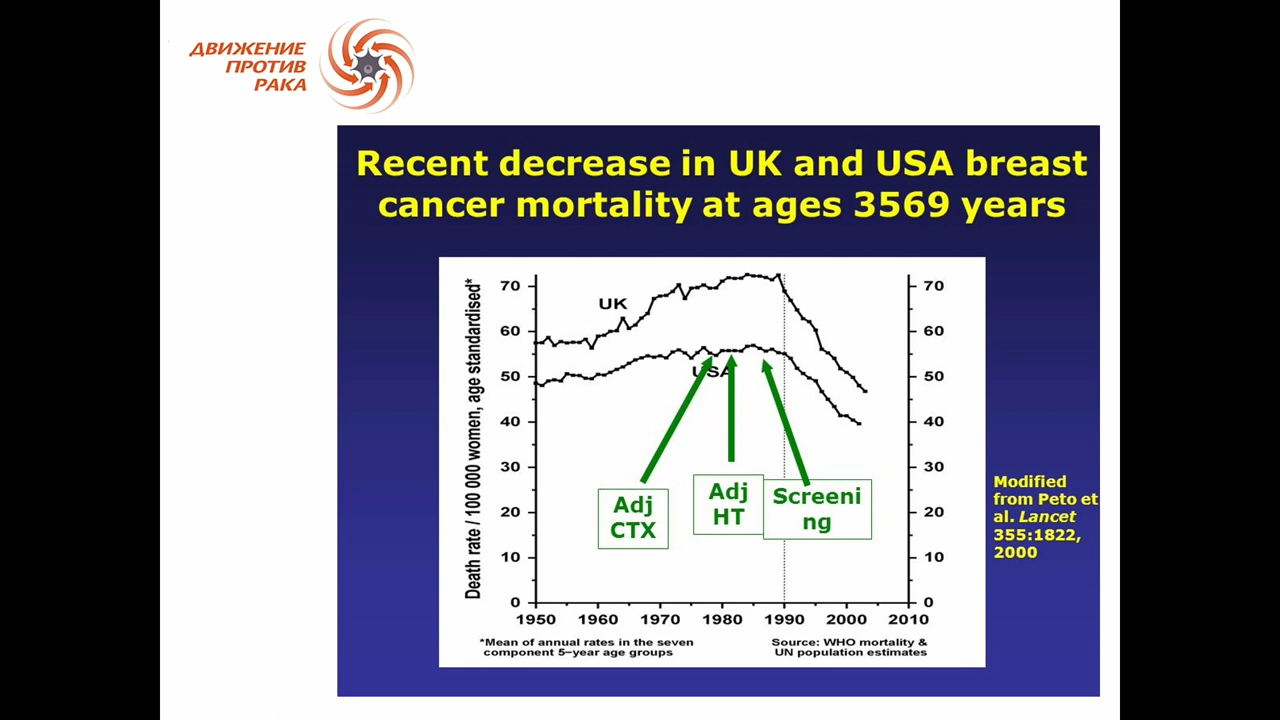 ДВИЖЕНИЕ
ПРОТИВ
РАКА
Recent decrease in UK and USA breast
cancer mortality at ages 3569 years
Death rate / 100 000 women, age standardised*
70
60
50
40
30
20
10
0
UK
USA
70
60
50
40
30
20
10
0
Adj
CTX
Adj
HT
Screeni
ng
1950 1960 1970 1980 1990 2000 2010
*Mean of annual rates in the seven
component 5–year age groups
Source: WHO mortality &
UN population estimates
Modified
from Peto et
al. Lancet
355:1822,
2000